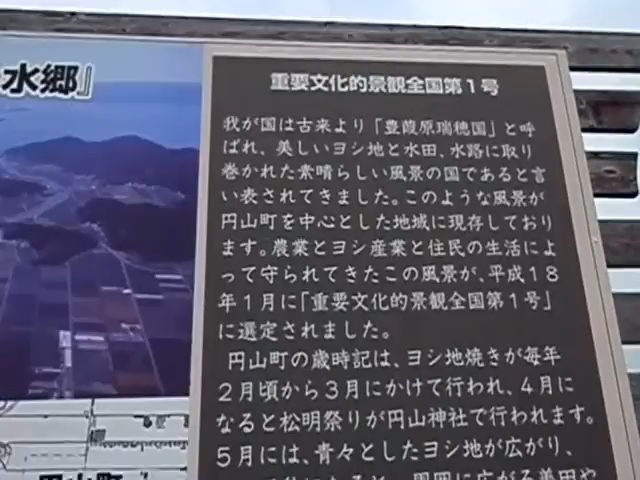 水郷』
重要文化的景観全国第1号
我が国は古来より「豊葭原瑞穂国」と呼
ばれ、美しいヨシ地と水田、水路に取り
巻かれた素晴らしい風景の国であると言
い表されてきました。このような風景が
円山町を中心とした地域に現存しており
ます。農業とヨシ産業と住民の生活によ
って守られてきたこの風景が、平成18
年1月に「重要文化的景観全国第1号」
に選定されました。
円山町の歳時記は、ヨシ地焼きが毎年
2月頃から3月にかけて行われ、4月に
なると松明祭りが円山神社で行われます。
5月には、青々としたヨシ地が広がり、
円山町